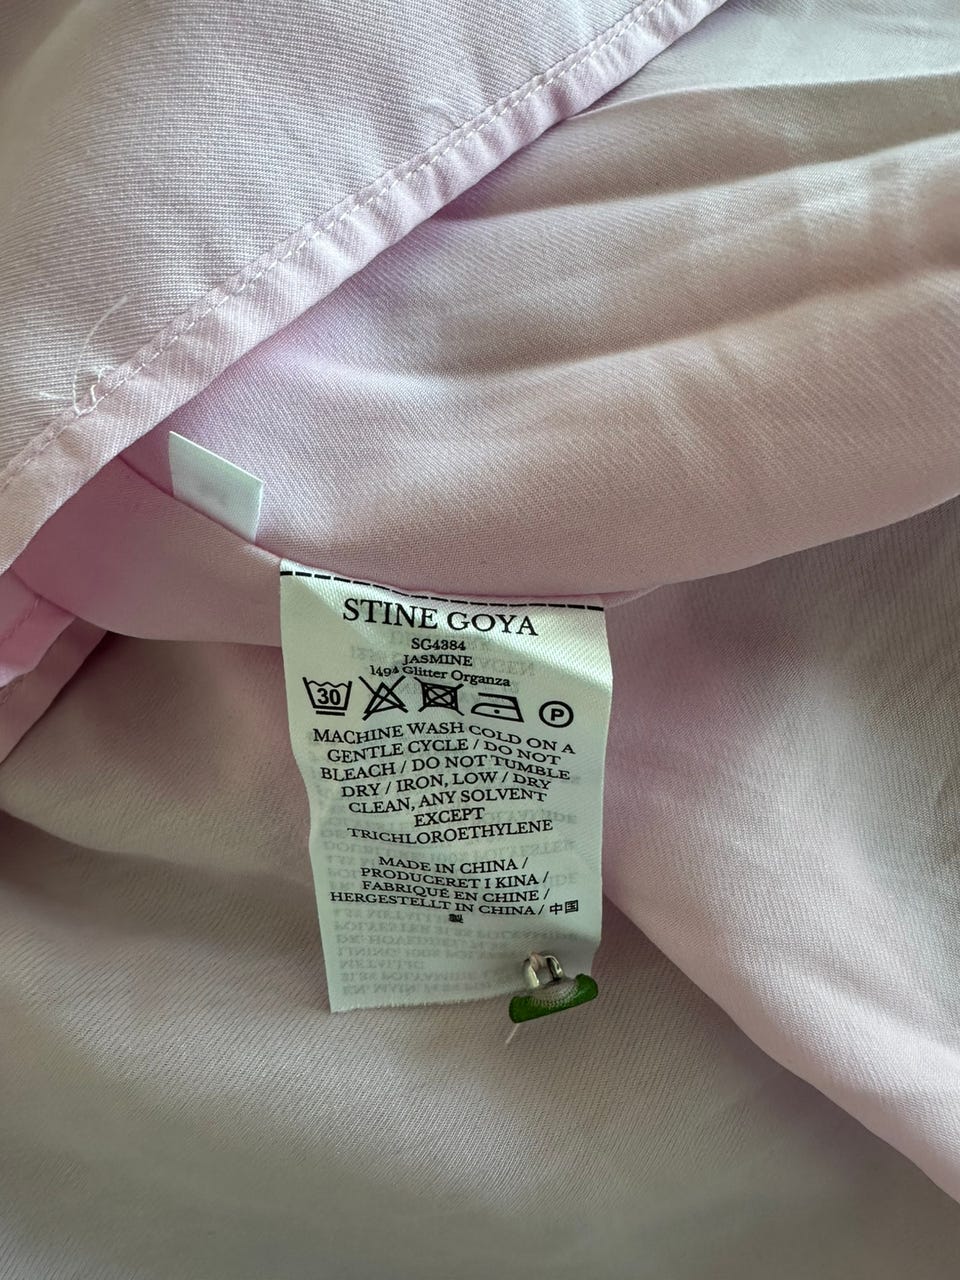 STINE GOYA
SG4384
JASMINE
1494 Glitter Organza
30
P
MACHINE WASH COLD ON A
GENTLE CYCLE / DO NOT
BLEACH / DO NOT TUMBLE
DRY / IRON, LOW / DRY
CLEAN, ANY SOLVENT
EXCEPT
TRICHLOROETHYLENE
MADE IN CHINA /
PRODUCERET I KINA /
FABRIQUÉ EN CHINE /
HERGESTELLT IN CHINA / 中国
製